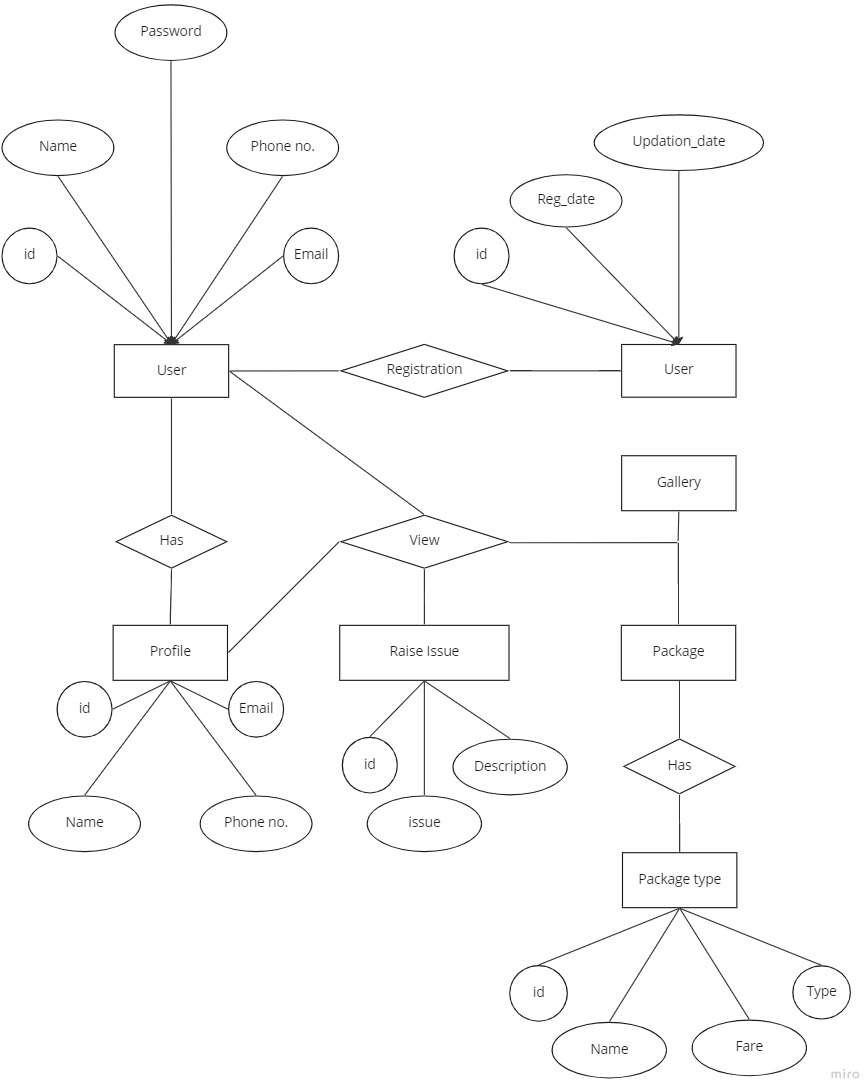 Password
Name
Phone no.
Updation_date
Reg_date
id
Email
id
User
Registration
User
Gallery
Has
View
Profile
Raise Issue
Package
id
Email
id
Description
Has
Name
Phone no.
issue
Package type
id
Type
Name
Fare
miro